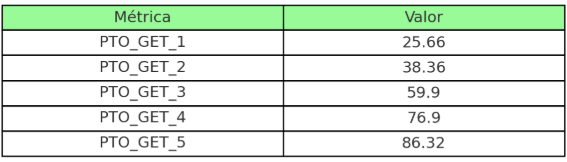 Métrica Valor
PTO_GET_1 25.66
PTO_GET_2 38.36
PTO_GET_3 59.9
PTO_GET_4 76.9
PTO_GET_5 86.32